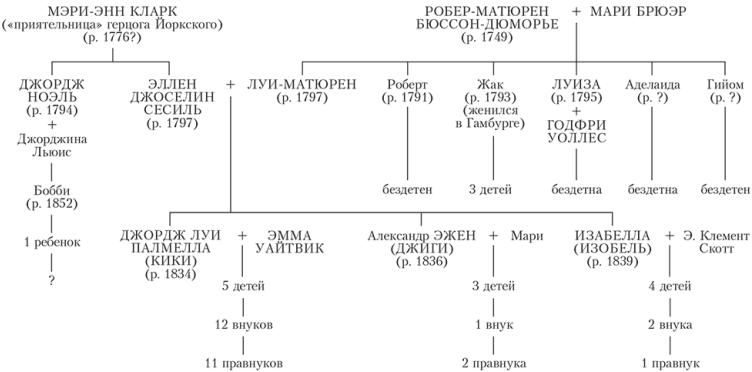 МЭРИ-ЭНН КЛАРК
(«приятельница» герцога Йоркского)
(р. 1776?)
РОБЕР-МАТЮРЕН
БЮССОН-ДЮМОРЬЕ
(р. 1749)
+
МАРИ БРЮЭР
ДЖОРДЖ
НОЭЛЬ
(р. 1794)
+
Джорджина
Льюис
Бобби
(р. 1852)
1 ребенок
?
ЭЛЛЕН
ДЖОСЕЛИН
СЕСИЛЬ
(р. 1797)
+
ЛУИ-МАТЮРЕН
(р. 1797)
Роберт
(р. 1791)
бездетен
Жак
(р. 1793)
(женился
в Гамбурге)
3 детей
ЛУИЗА
(р. 1795)
+
ГОДФРИ
УОЛЛЕС
бездетна
Аделаида
(р. ?)
бездетна
Гийом
(р. ?)
бездетен
ДЖОРДЖ ЛУИ
ПАЛМЕЛЛА
(КИКИ)
(р. 1834)
+
ЭММА
УАЙТВИК
5 детей
12 внуков
11 правнуков
Александр ЭЖЕН
(ДЖИГИ)
(р. 1836)
+
Мари
3 детей
1 внук
2 правнука
ИЗАБЕЛЛА
(ИЗОБЕЛЬ)
(р. 1839)
+
Э. Клемент
Скотт
4 детей
2 внука
1 правнук